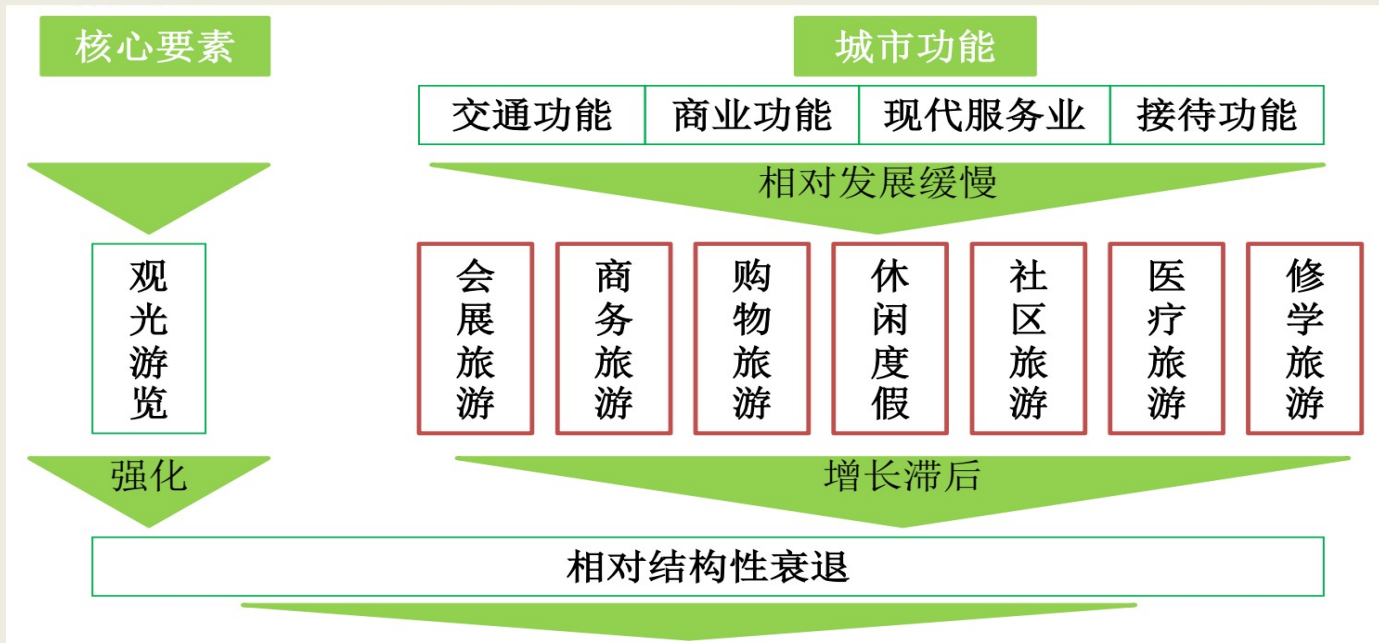 核心要素
城市功能
交通功能
商业功能
现代服务业
接待功能
相对发展缓慢
观光游览
会展旅游
商务旅游
购物旅游
休闲度假
社区旅游
医疗旅游
修学旅游
强化
增长滞后
相对结构性衰退